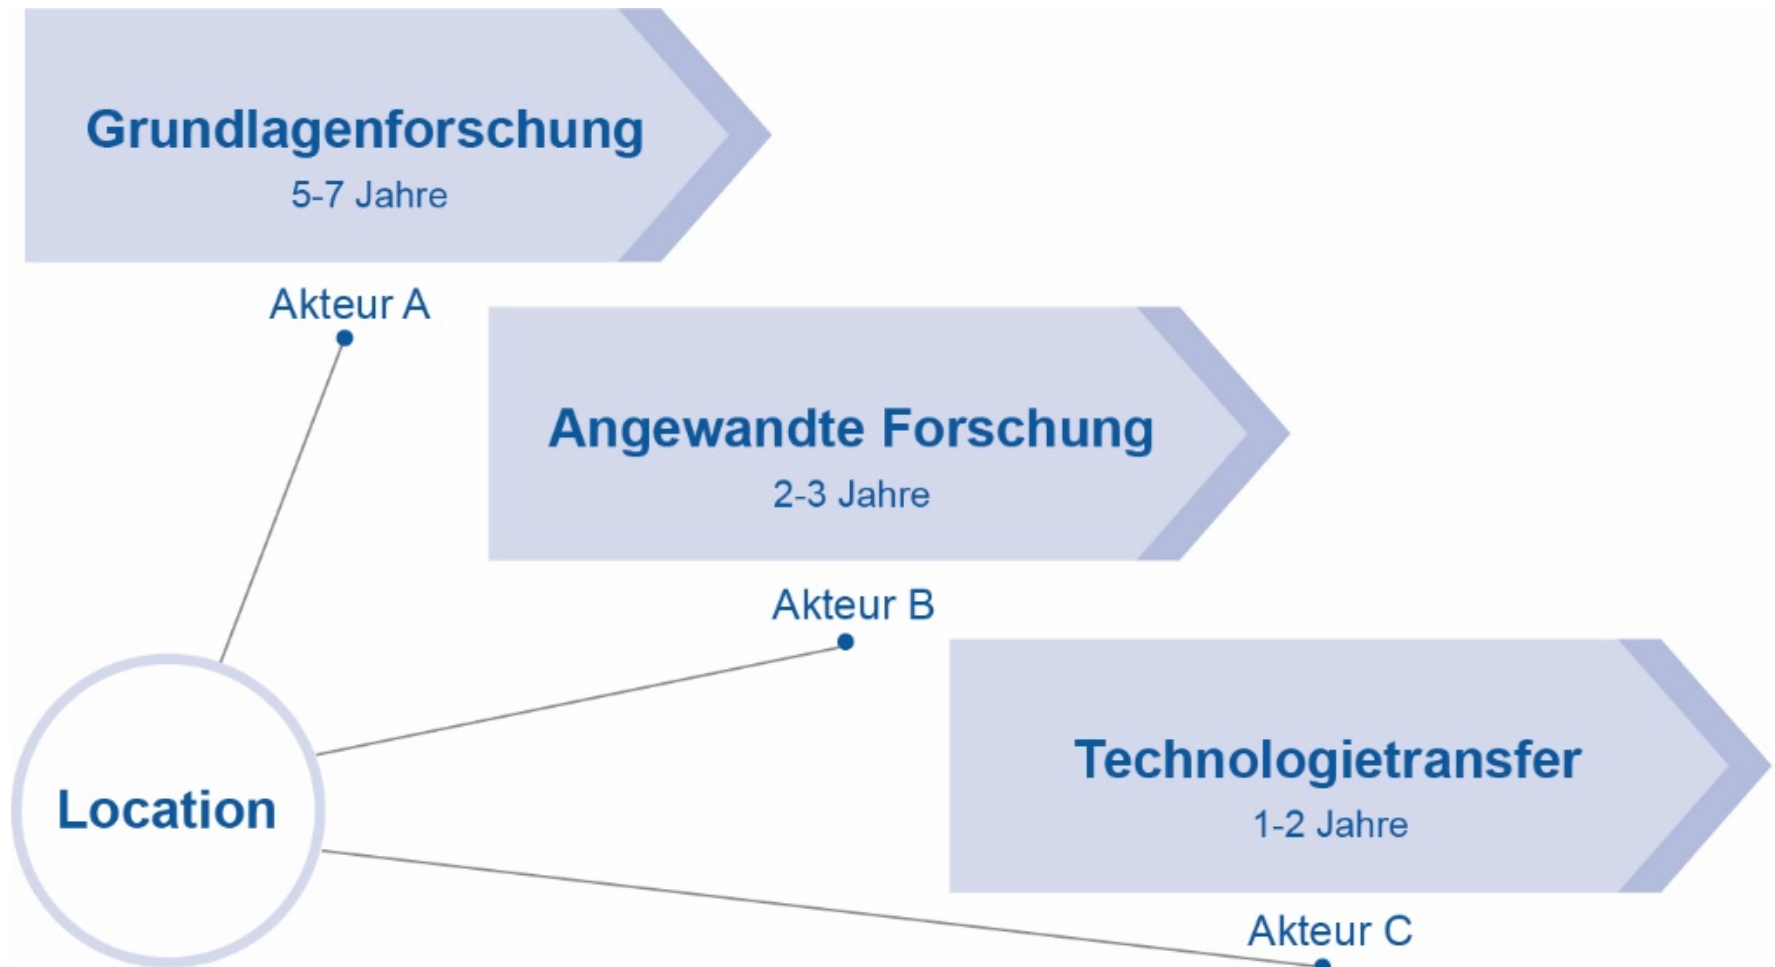 Grundlagenforschung
5-7 Jahre
Akteur A
Angewandte Forschung
2-3 Jahre
Akteur B
Technologietransfer
1-2 Jahre
Location
Akteur C